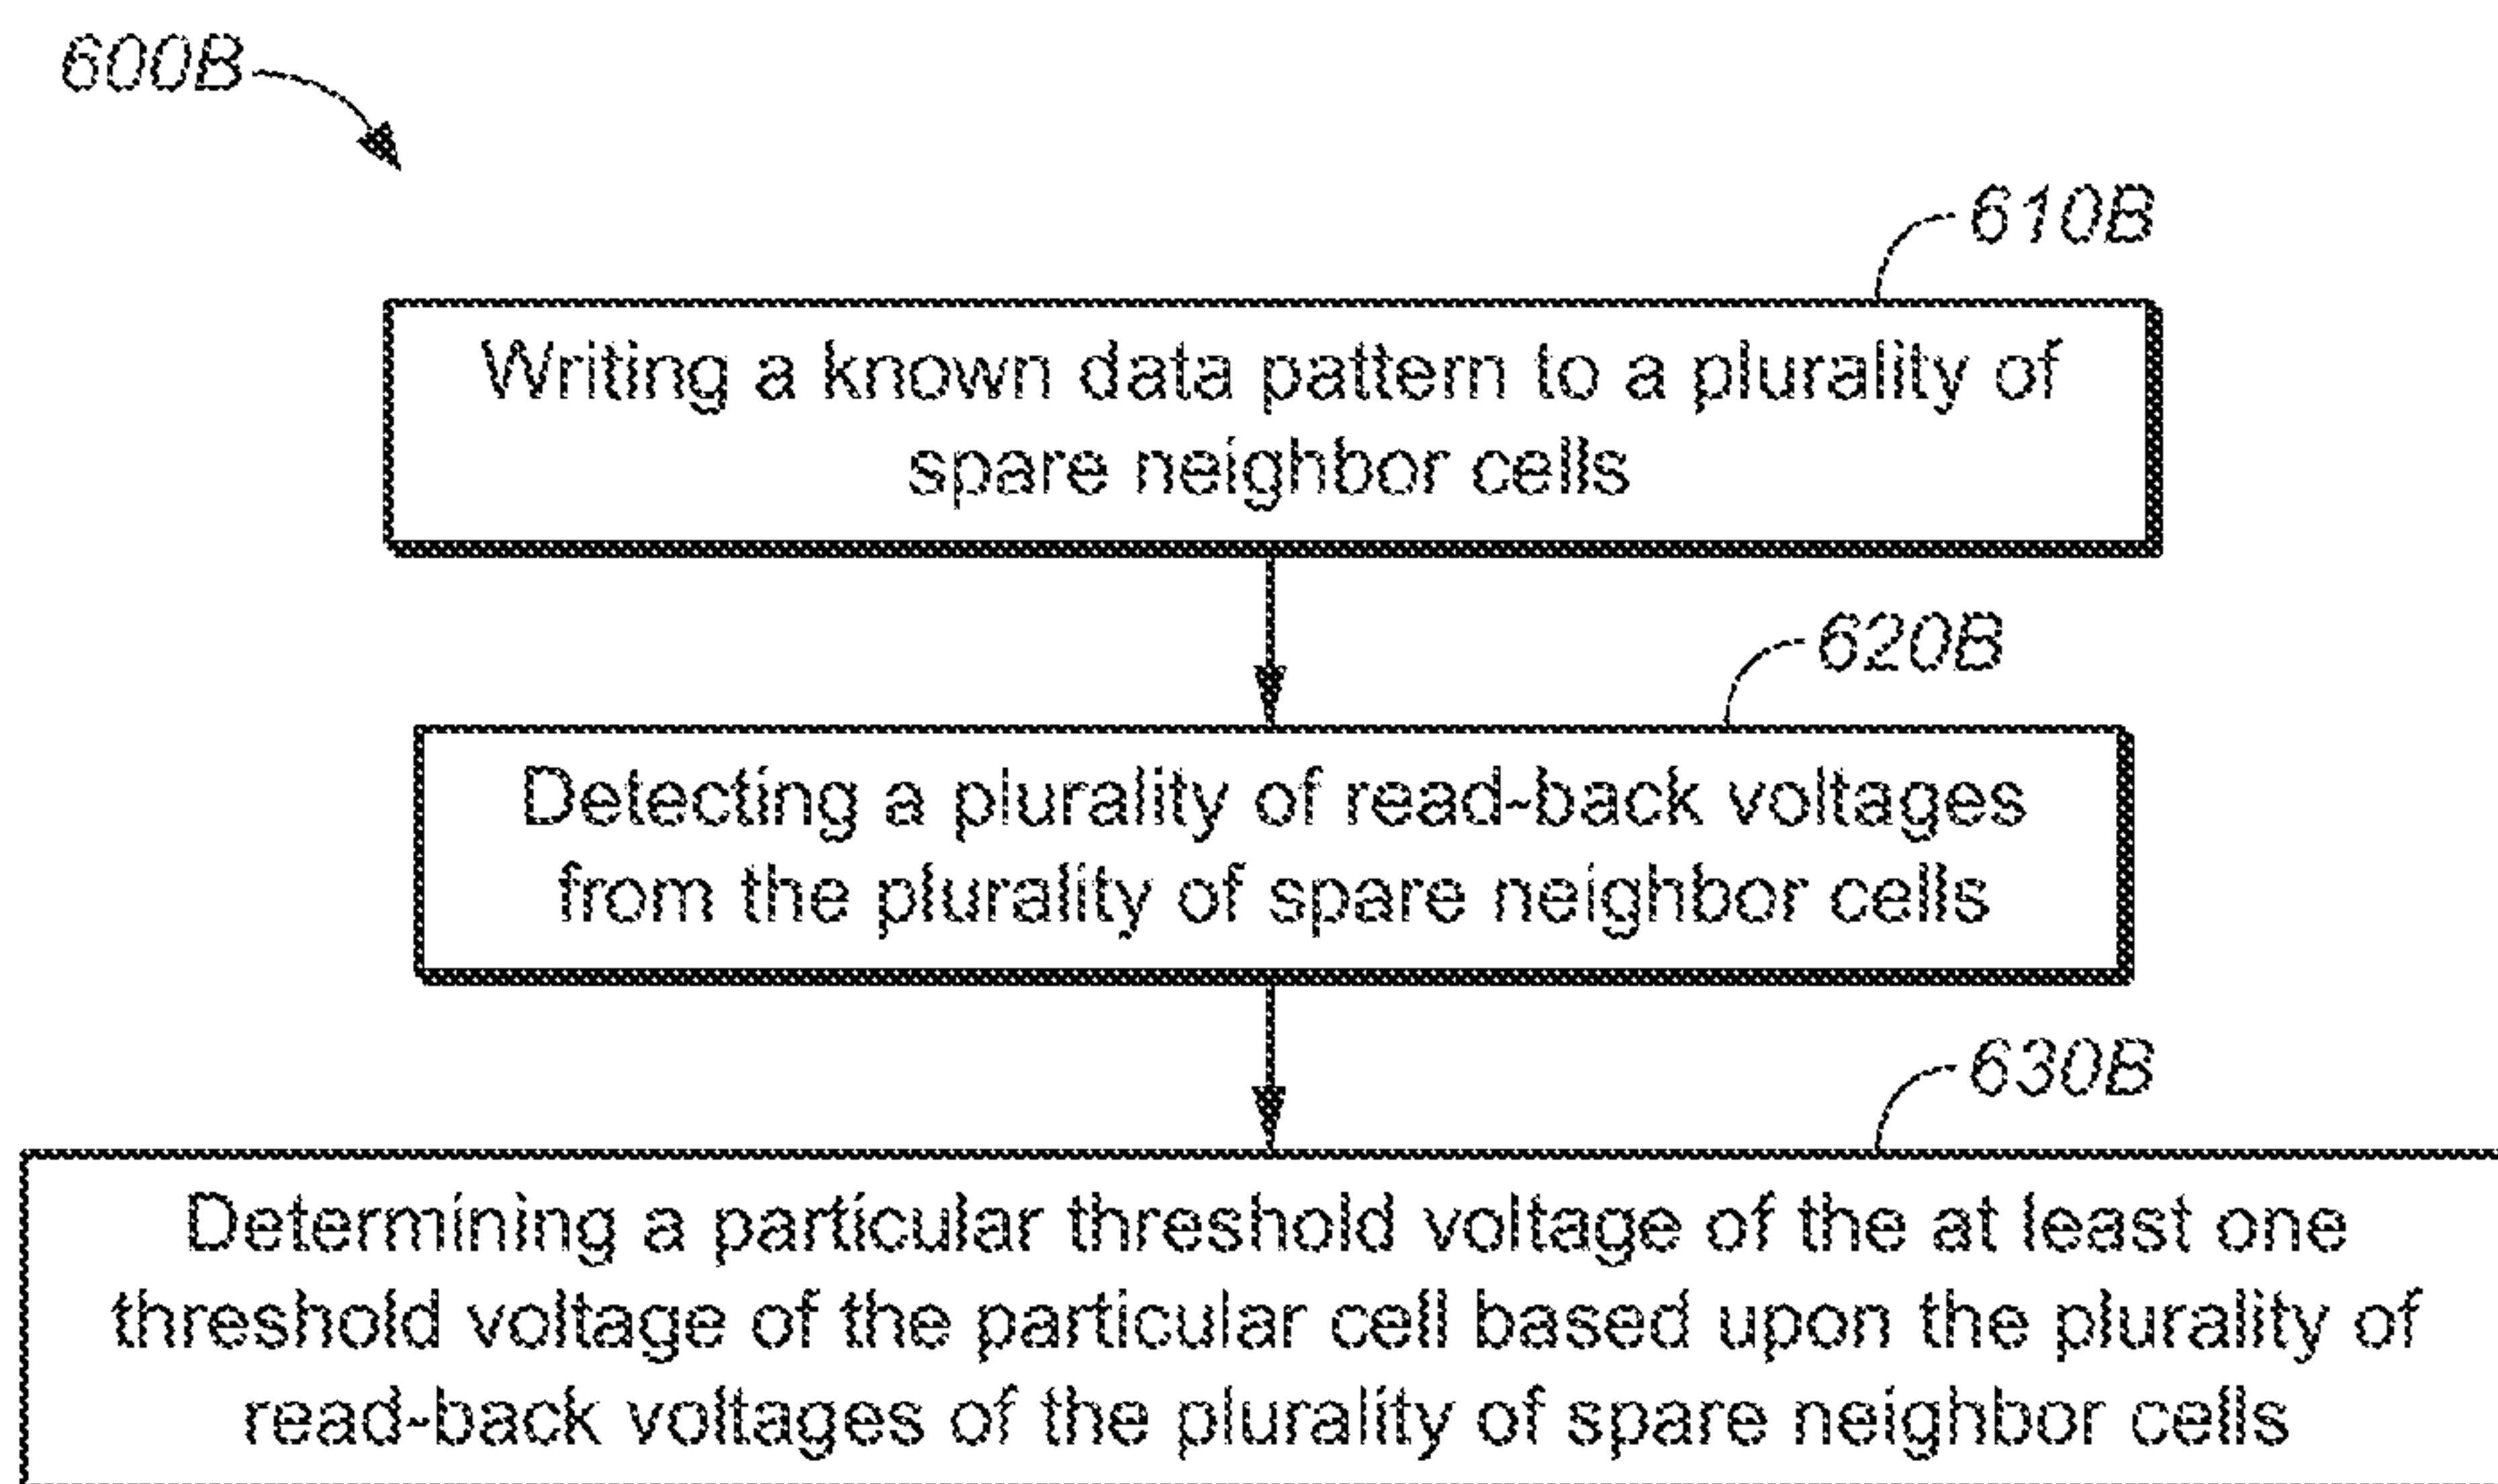 600B
610B
Writing a known data pattern to a plurality of
spare neighbor cells
620B
Detecting a plurality of read-back voltages
from the plurality of spare neighbor cells
630B
Determining a particular threshold voltage of the at least one
threshold voltage of the particular cell based upon the plurality of
read-back voltages of the plurality of spare neighbor cells